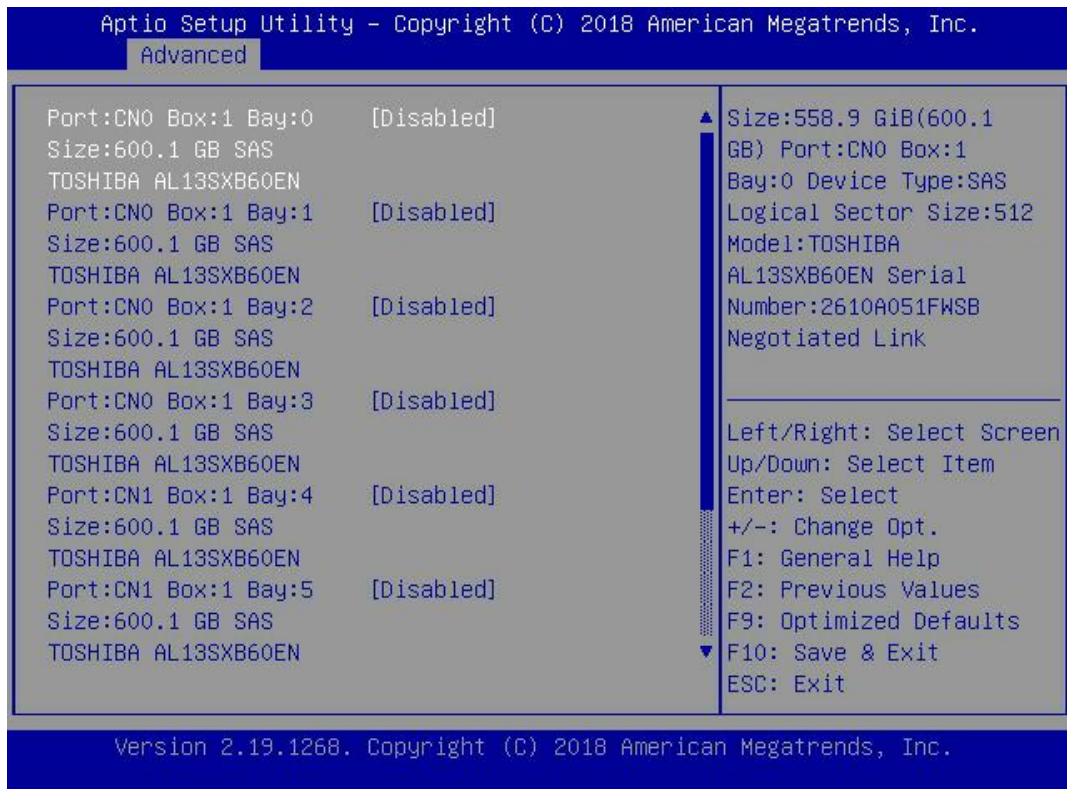 Aptio Setup Utility – Copyright (C) 2018 American Megatrends, Inc.
Advanced
Port:CN0 Box:1 Bay:0 [Disabled]
Size:600.1 GB SAS
TOSHIBA AL13SXB60EN
Port:CN0 Box:1 Bay:1 [Disabled]
Size:600.1 GB SAS
TOSHIBA AL13SXB60EN
Port:CN0 Box:1 Bay:2 [Disabled]
Size:600.1 GB SAS
TOSHIBA AL13SXB60EN
Port:CN0 Box:1 Bay:3 [Disabled]
Size:600.1 GB SAS
TOSHIBA AL13SXB60EN
Port:CN1 Box:1 Bay:4 [Disabled]
Size:600.1 GB SAS
TOSHIBA AL13SXB60EN
Port:CN1 Box:1 Bay:5 [Disabled]
Size:600.1 GB SAS
TOSHIBA AL13SXB60EN
Size:558.9 GiB(600.1
GB) Port:CN0 Box:1
Bay:0 Device Type:SAS
Logical Sector Size:512
Model:TOSHIBA
AL13SXB60EN Serial
Number:2610A051FWSB
Negotiated Link
Left/Right: Select Screen
Up/Down: Select Item
Enter: Select
+/-: Change Opt.
F1: General Help
F2: Previous Values
F9: Optimized Defaults
F10: Save & Exit
ESC: Exit
Version 2.19.1268. Copyright (C) 2018 American Megatrends, Inc.